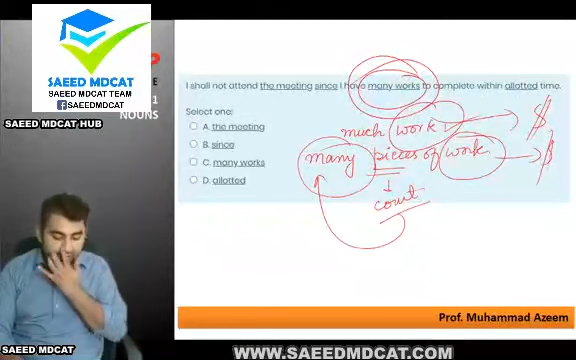 SAEED MDCAT
SAEED MDCAT TEAM
f SAEEDMDCAT
SAEED MDCAT HUB
P
E
1
NOUNS
I shall not attend the meeting since I have many works to complete within allotted time.
Select one:
A. the meeting
B. since
C. many works
D. allotted
much work
many pieces of work
count
Prof. Muhammad Azeem
WWW.SAEEDMDCAT.COM